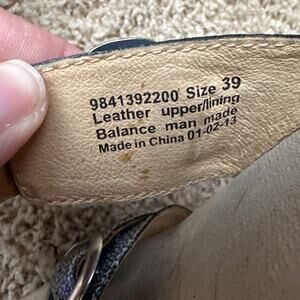 9841392200 Size 39
Leather upper/lining
Balance man made
Made in China 01-02-13